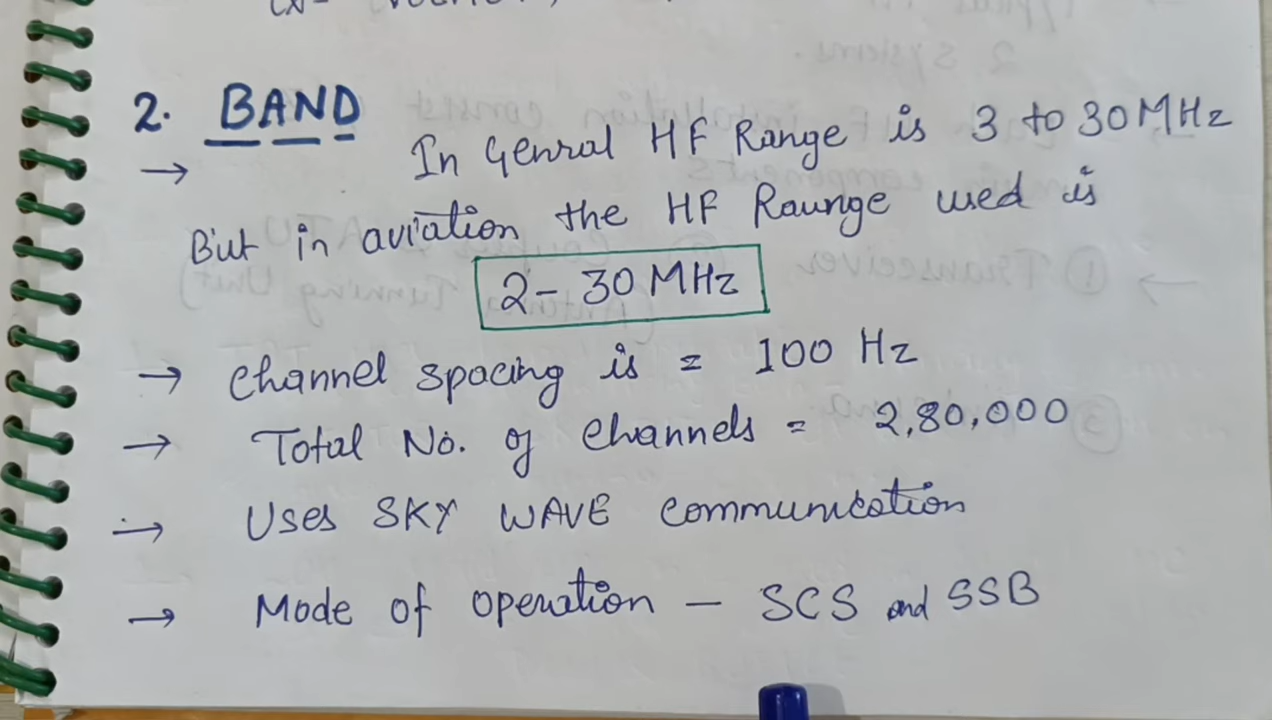 2. BAND
→ In Genral HF Range is 3 to 30 MHz
But in aviation the HF Raunge used is
2 - 30 MHz
→ Channel spacing is = 100 Hz
→ Total No. of Channels = 2,80,000
→ Uses SKY WAVE Communication
→ Mode of operation - SCS and SSB